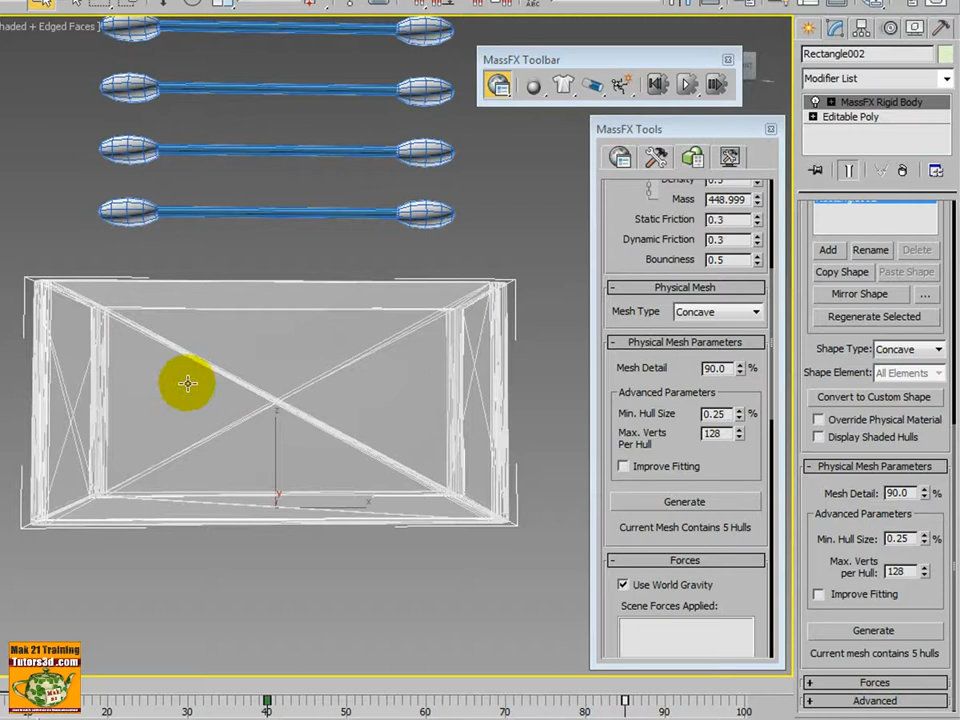 haded + Edged Faces ]
MassFX Toolbar
MassFX Tools
Density 0.5
Mass 448.999
Static Friction 0.3
Dynamic Friction 0.3
Bounciness 0.5
- Physical Mesh
Mesh Type Concave
- Physical Mesh Parameters
Mesh Detail 90.0 %
Advanced Parameters
Min. Hull Size 0.25 %
Max. Verts
Per Hull 128
Improve Fitting
Generate
Current Mesh Contains 5 Hulls
- Forces
Use World Gravity
Scene Forces Applied:
Rectangle002
Modifier List
MassFX Rigid Body
Editable Poly
Add Rename Delete
Copy Shape Paste Shape
Mirror Shape ...
Regenerate Selected
Shape Type: Concave
Shape Element: All Elements
Convert to Custom Shape
Override Physical Material
Display Shaded Hulls
- Physical Mesh Parameters
Mesh Detail: 90.0 %
Advanced Parameters
Min. Hull Size: 0.25 %
Max. Verts
per Hull: 128
Improve Fitting
Generate
Current mesh contains 5 hulls
+ Forces
+ Advanced
z
y
x
Mak 21 Training
Tutors3d.com
20 30 40 50 60 70 80 90 100